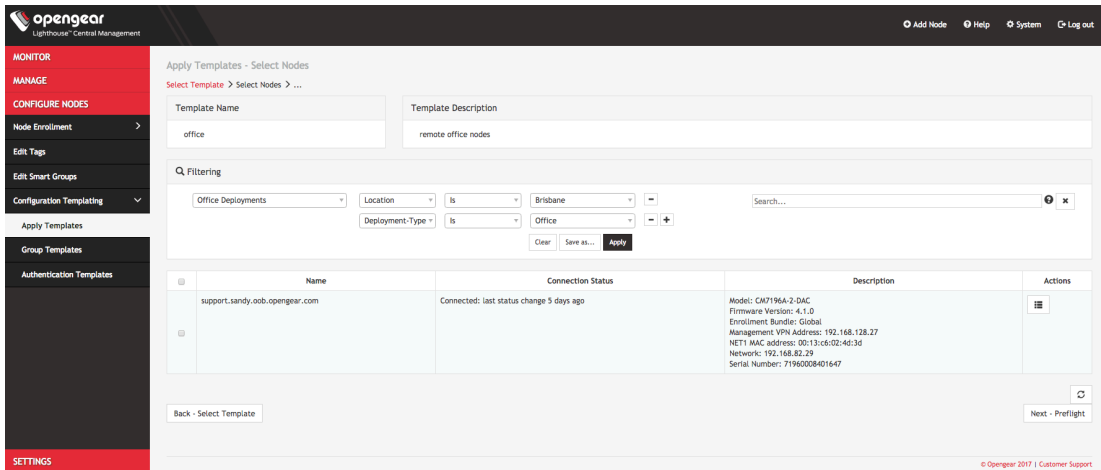 opengear
Lighthouse™ Central Management
Add Node Help System Log out
MONITOR
MANAGE
CONFIGURE NODES
Node Enrollment
Edit Tags
Edit Smart Groups
Configuration Templating
Apply Templates
Group Templates
Authentication Templates
SETTINGS
Apply Templates - Select Nodes
Select Template > Select Nodes > ...
Template Name
office
Template Description
remote office nodes
Filtering
Office Deployments Location Is Brisbane
Search...
Deployment-Type Is Office
Clear Save as... Apply
Name Connection Status Description Actions
support.sandy.oob.opengear.com
Connected: last status change 5 days ago
Model: CM7196A-2-DAC
Firmware Version: 4.1.0
Enrollment Bundle: Global
Management VPN Address: 192.168.128.27
NET1 MAC address: 00:13:c6:02:4d:3d
Network: 192.168.82.29
Serial Number: 71960008401647
Back - Select Template
Next - Preflight
© Opengear 2017 | Customer Support